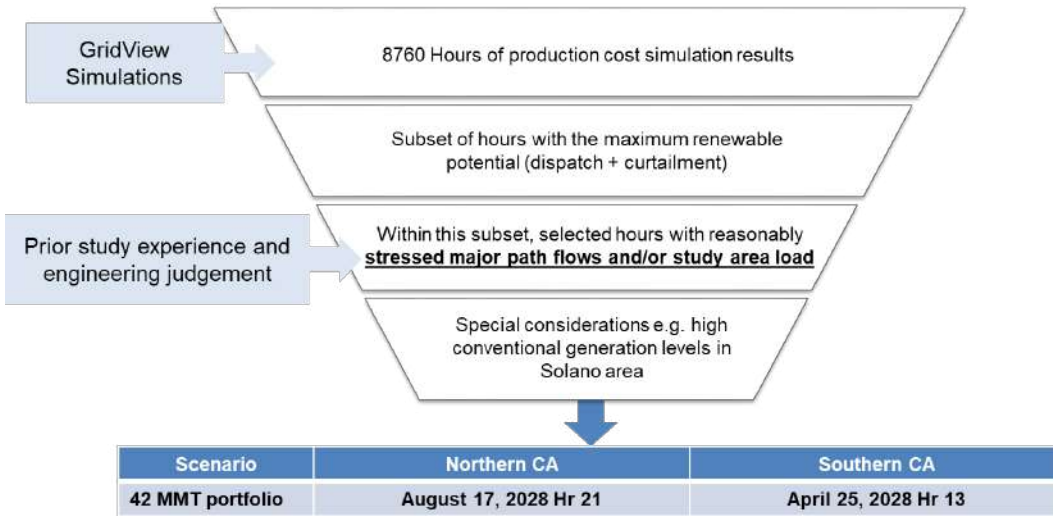 GridView
Simulations
8760 Hours of production cost simulation results
Subset of hours with the maximum renewable
potential (dispatch + curtailment)
Prior study experience and
engineering judgement
Within this subset, selected hours with reasonably
stressed major path flows and/or study area load
Special considerations e.g. high
conventional generation levels in
Solano area
Scenario Northern CA Southern CA
42 MMT portfolio August 17, 2028 Hr 21 April 25, 2028 Hr 13